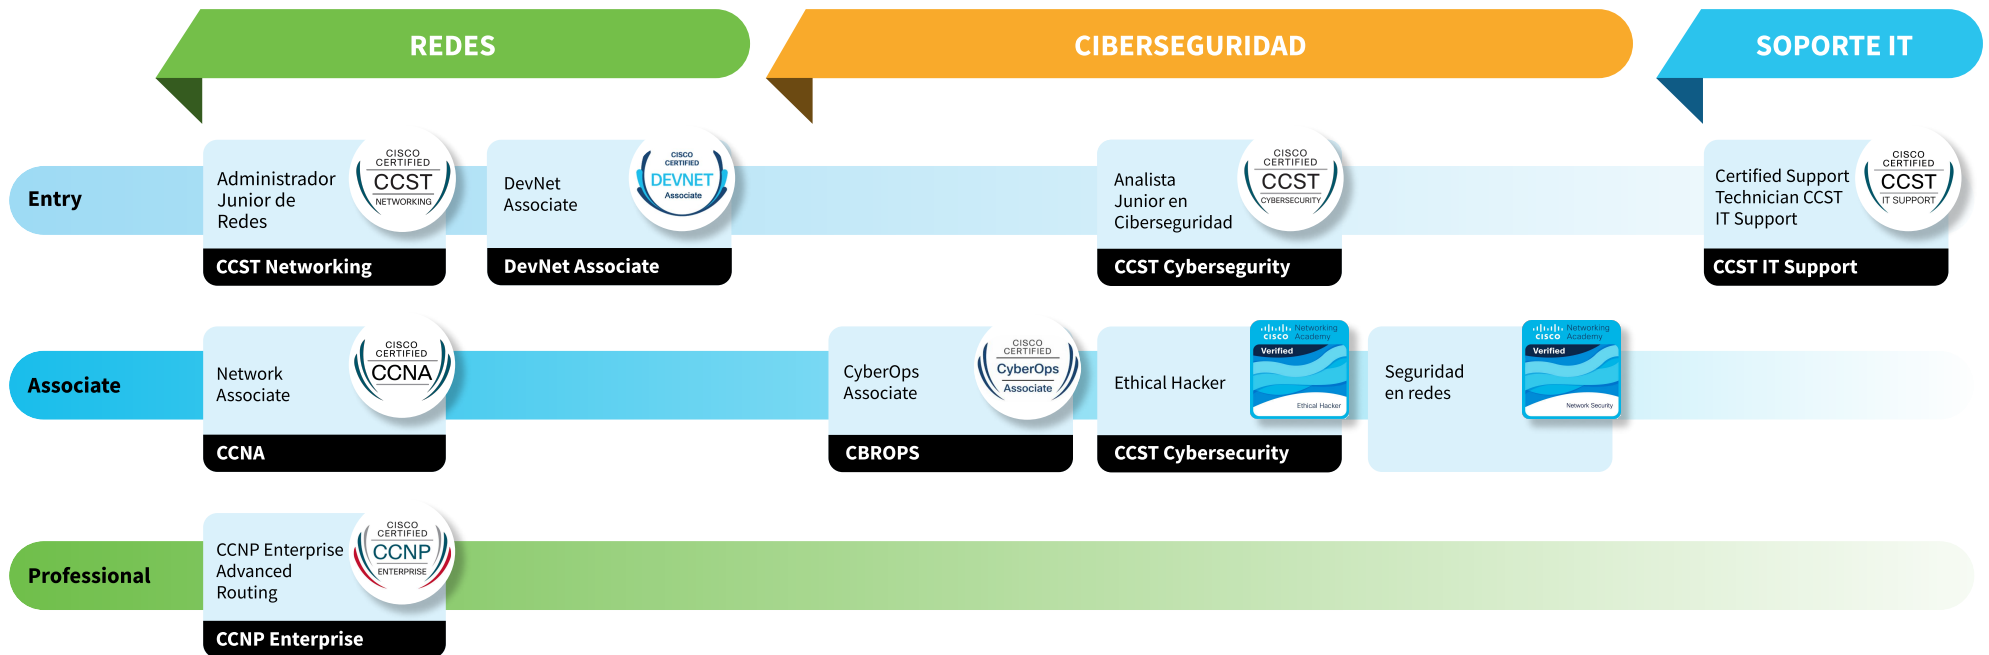 REDES
CIBERSEGURIDAD
SOPORTE IT
Entry
Administrador
Junior de
Redes
CISCO
CERTIFIED
CCST
NETWORKING
CCST Networking
DevNet
Associate
CISCO
CERTIFIED
DEVNET
Associate
DevNet Associate
Analista
Junior en
Ciberseguridad
CISCO
CERTIFIED
CCST
CYBERSECURITY
CCST Cybersegurity
Certified Support
Technician CCST
IT Support
CISCO
CERTIFIED
CCST
IT SUPPORT
CCST IT Support
Associate
Network
Associate
CISCO
CERTIFIED
CCNA
CCNA
CyberOps
Associate
CISCO
CERTIFIED
CyberOps
Associate
CBROPS
Ethical Hacker
CISCO
Networking
Academy
Verified
Ethical Hacker
CCST Cybersecurity
Seguridad
en redes
CISCO
Networking
Academy
Verified
Network Security
Professional
CCNP Enterprise
Advanced
Routing
CISCO
CERTIFIED
CCNP
ENTERPRISE
CCNP Enterprise